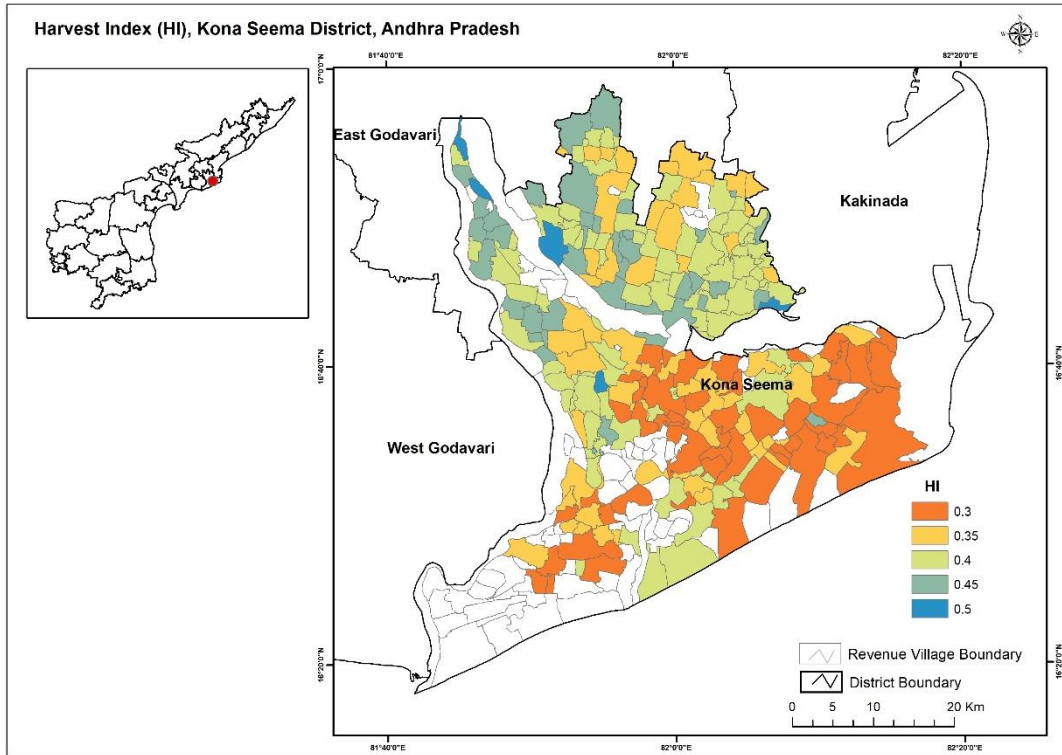 Harvest Index (HI), Kona Seema District, Andhra Pradesh
N
W E
S
81°40'0"E 82°0'0"E 82°20'0"E
17°0'0"N
East Godavari
Kakinada
16°40'0"N 16°40'0"N
Kona Seema
West Godavari
HI
0.3
0.35
0.4
0.45
0.5
Revenue Village Boundary
District Boundary
16°20'0"N 16°20'0"N
0 5 10 20 Km
81°40'0"E 82°0'0"E 82°20'0"E